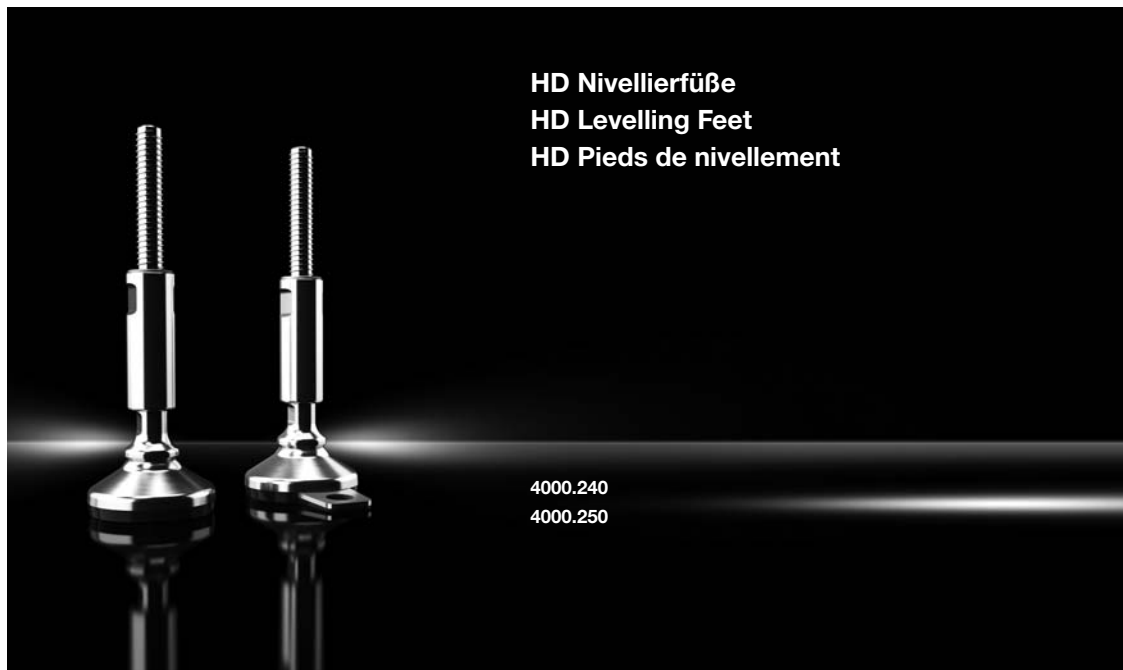 HD Nivellierfüße
HD Levelling Feet
HD Pieds de nivellement
4000.240
4000.250